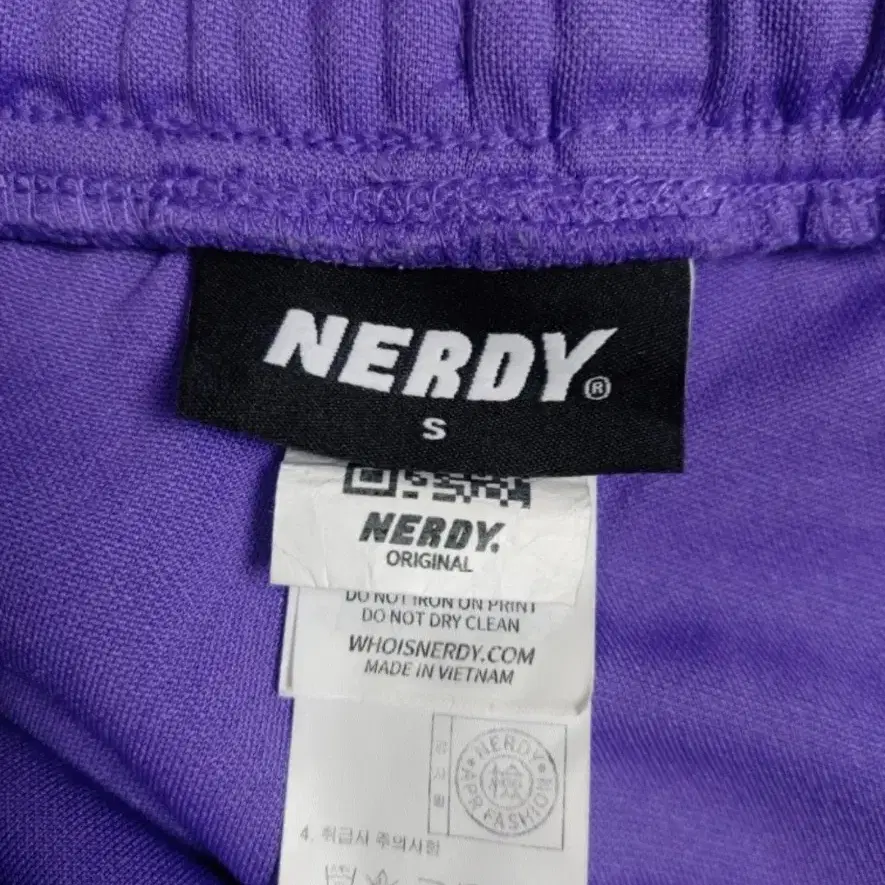 NERDY®
S
NERDY.
ORIGINAL
DO NOT IRON ON PRINT
DO NOT DRY CLEAN
WHOISNERDY.COM
MADE IN VIETNAM
NERDY
檢
APR FASHION
4. 취급시 주의사항